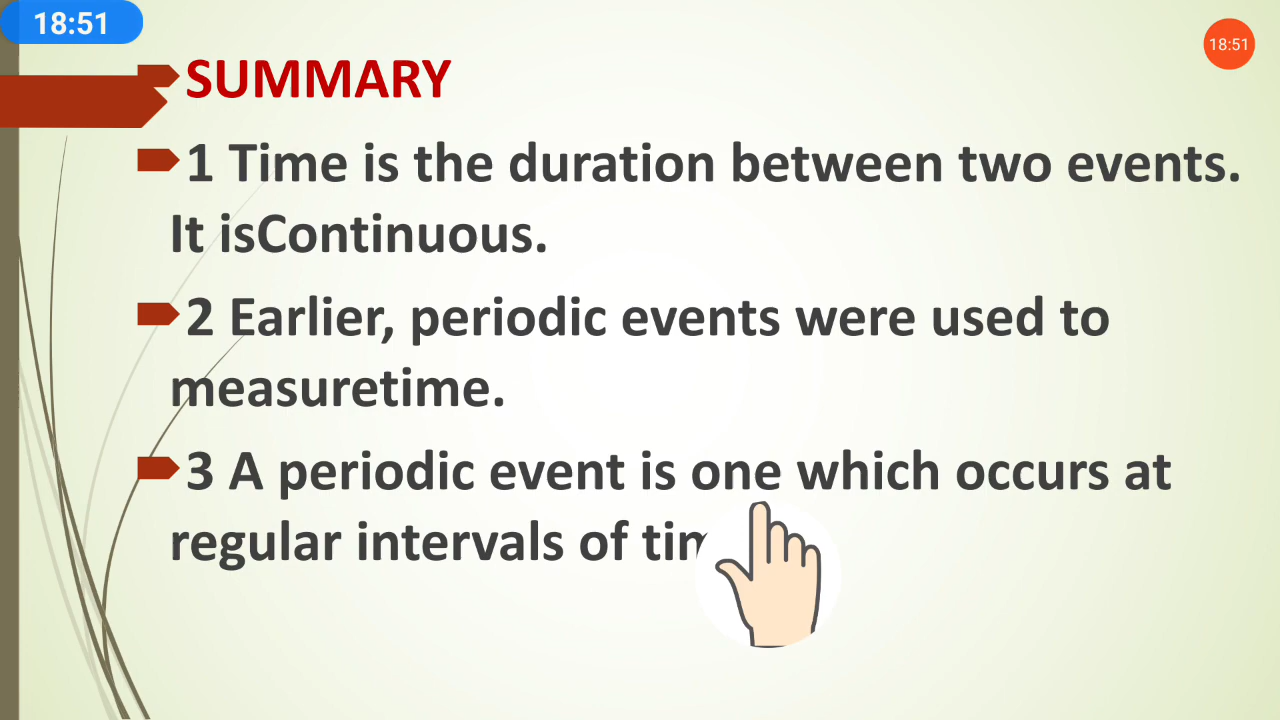 18:51
18:51
SUMMARY
1 Time is the duration between two events.
It isContinuous.
2 Earlier, periodic events were used to
measuretime.
3 A periodic event is one which occurs at
regular intervals of